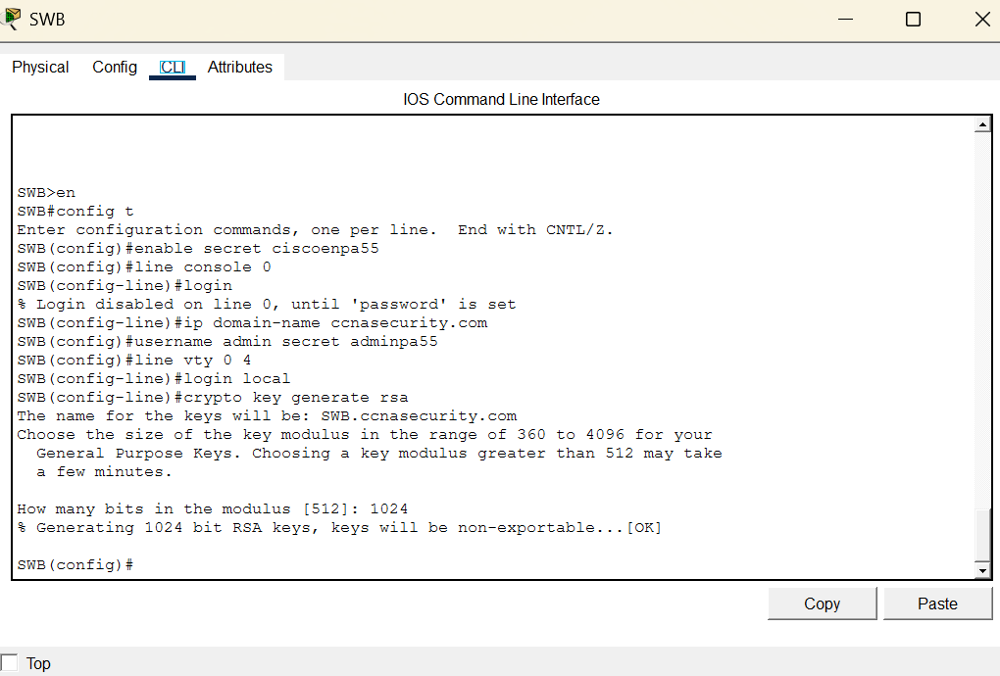 SWB
Physical Config CLI Attributes
IOS Command Line Interface
SWB>en
SWB#config t
Enter configuration commands, one per line.  End with CNTL/Z.
SWB(config)#enable secret ciscoenpa55
SWB(config)#line console 0
SWB(config-line)#login
% Login disabled on line 0, until 'password' is set
SWB(config-line)#ip domain-name ccnasecurity.com
SWB(config)#username admin secret adminpa55
SWB(config)#line vty 0 4
SWB(config-line)#login local
SWB(config-line)#crypto key generate rsa
The name for the keys will be: SWB.ccnasecurity.com
Choose the size of the key modulus in the range of 360 to 4096 for your
  General Purpose Keys. Choosing a key modulus greater than 512 may take
  a few minutes.
How many bits in the modulus [512]: 1024
% Generating 1024 bit RSA keys, keys will be non-exportable...[OK]
SWB(config)#
Copy Paste
Top